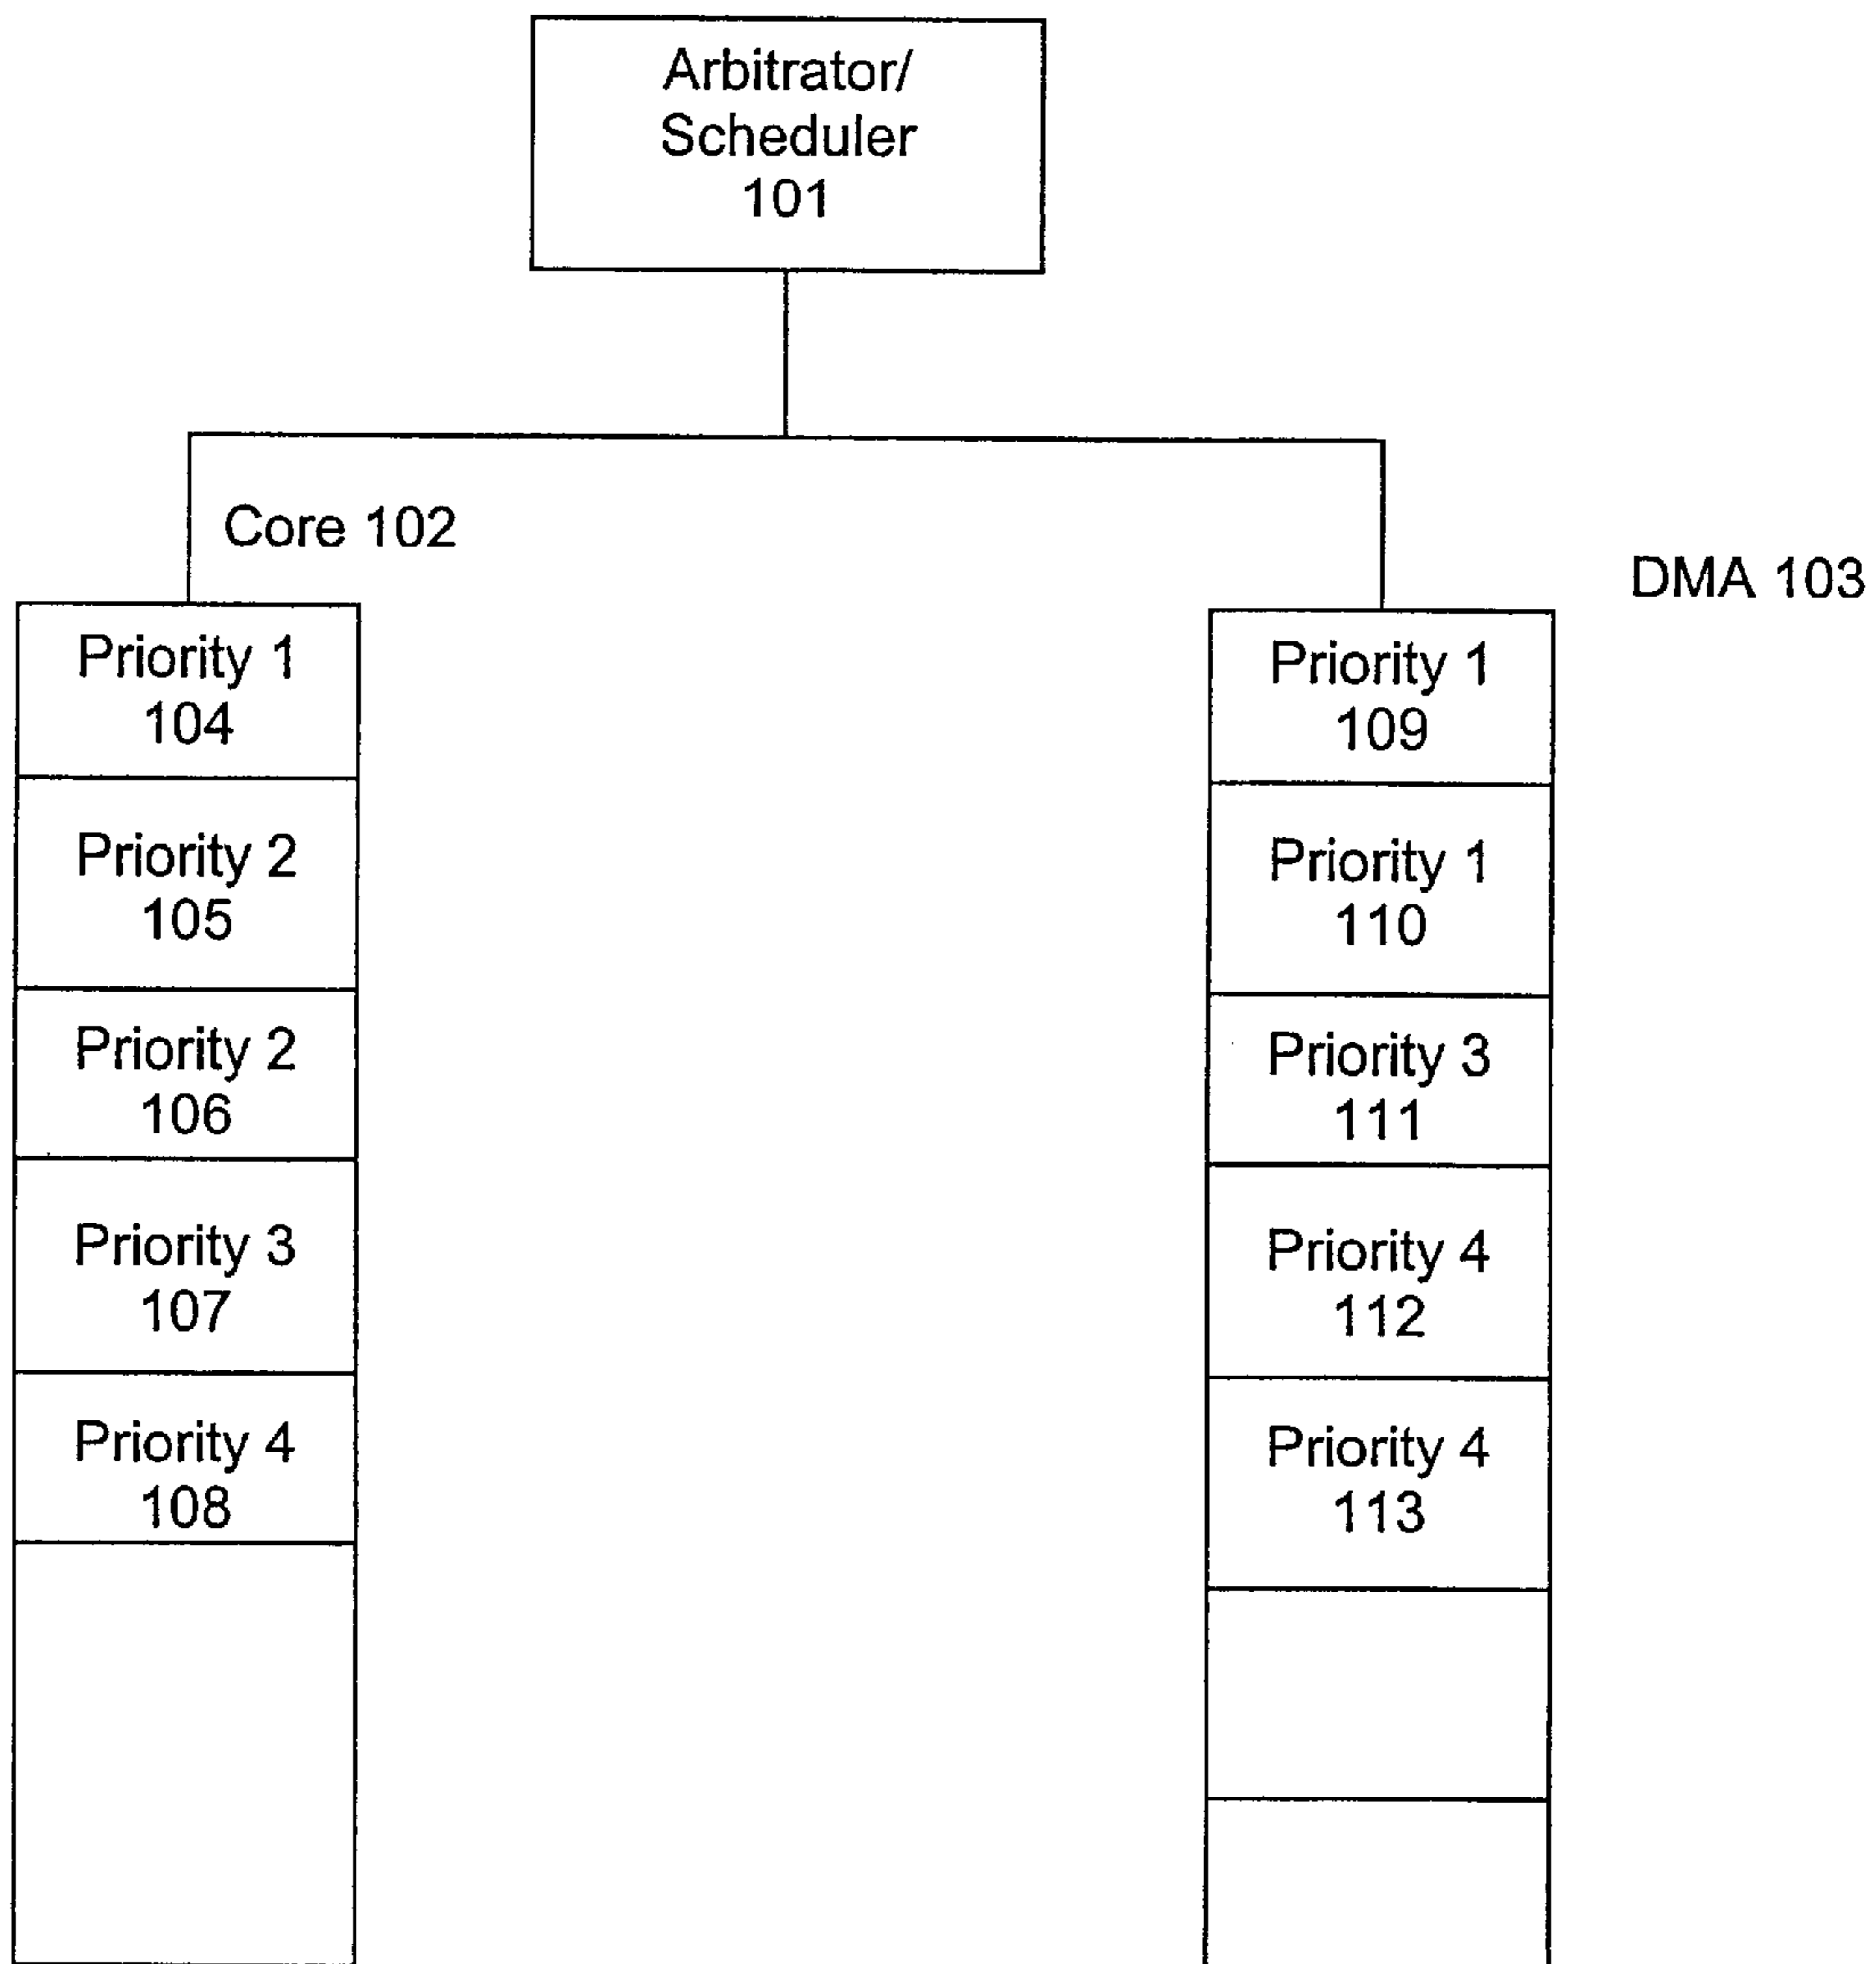 Arbitrator/
Scheduler
101
Core 102
DMA 103
Priority 1
104
Priority 2
105
Priority 2
106
Priority 3
107
Priority 4
108
Priority 1
109
Priority 1
110
Priority 3
111
Priority 4
112
Priority 4
113